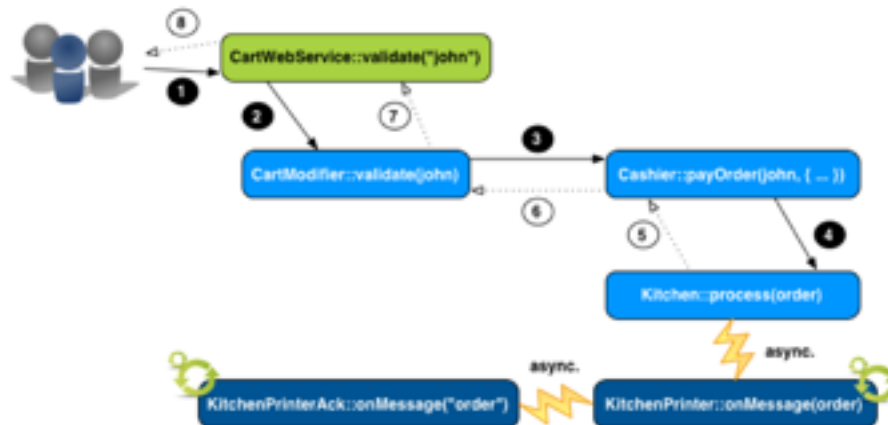 8
CartWebService::validate("john")
1
2
7
3
CartModifier::validate(john)
Cashier::payOrder(john, { ... })
6
5
4
Kitchen::process(order)
async.
async.
KitchenPrinterAck::onMessage("order")
KitchenPrinter::onMessage(order)